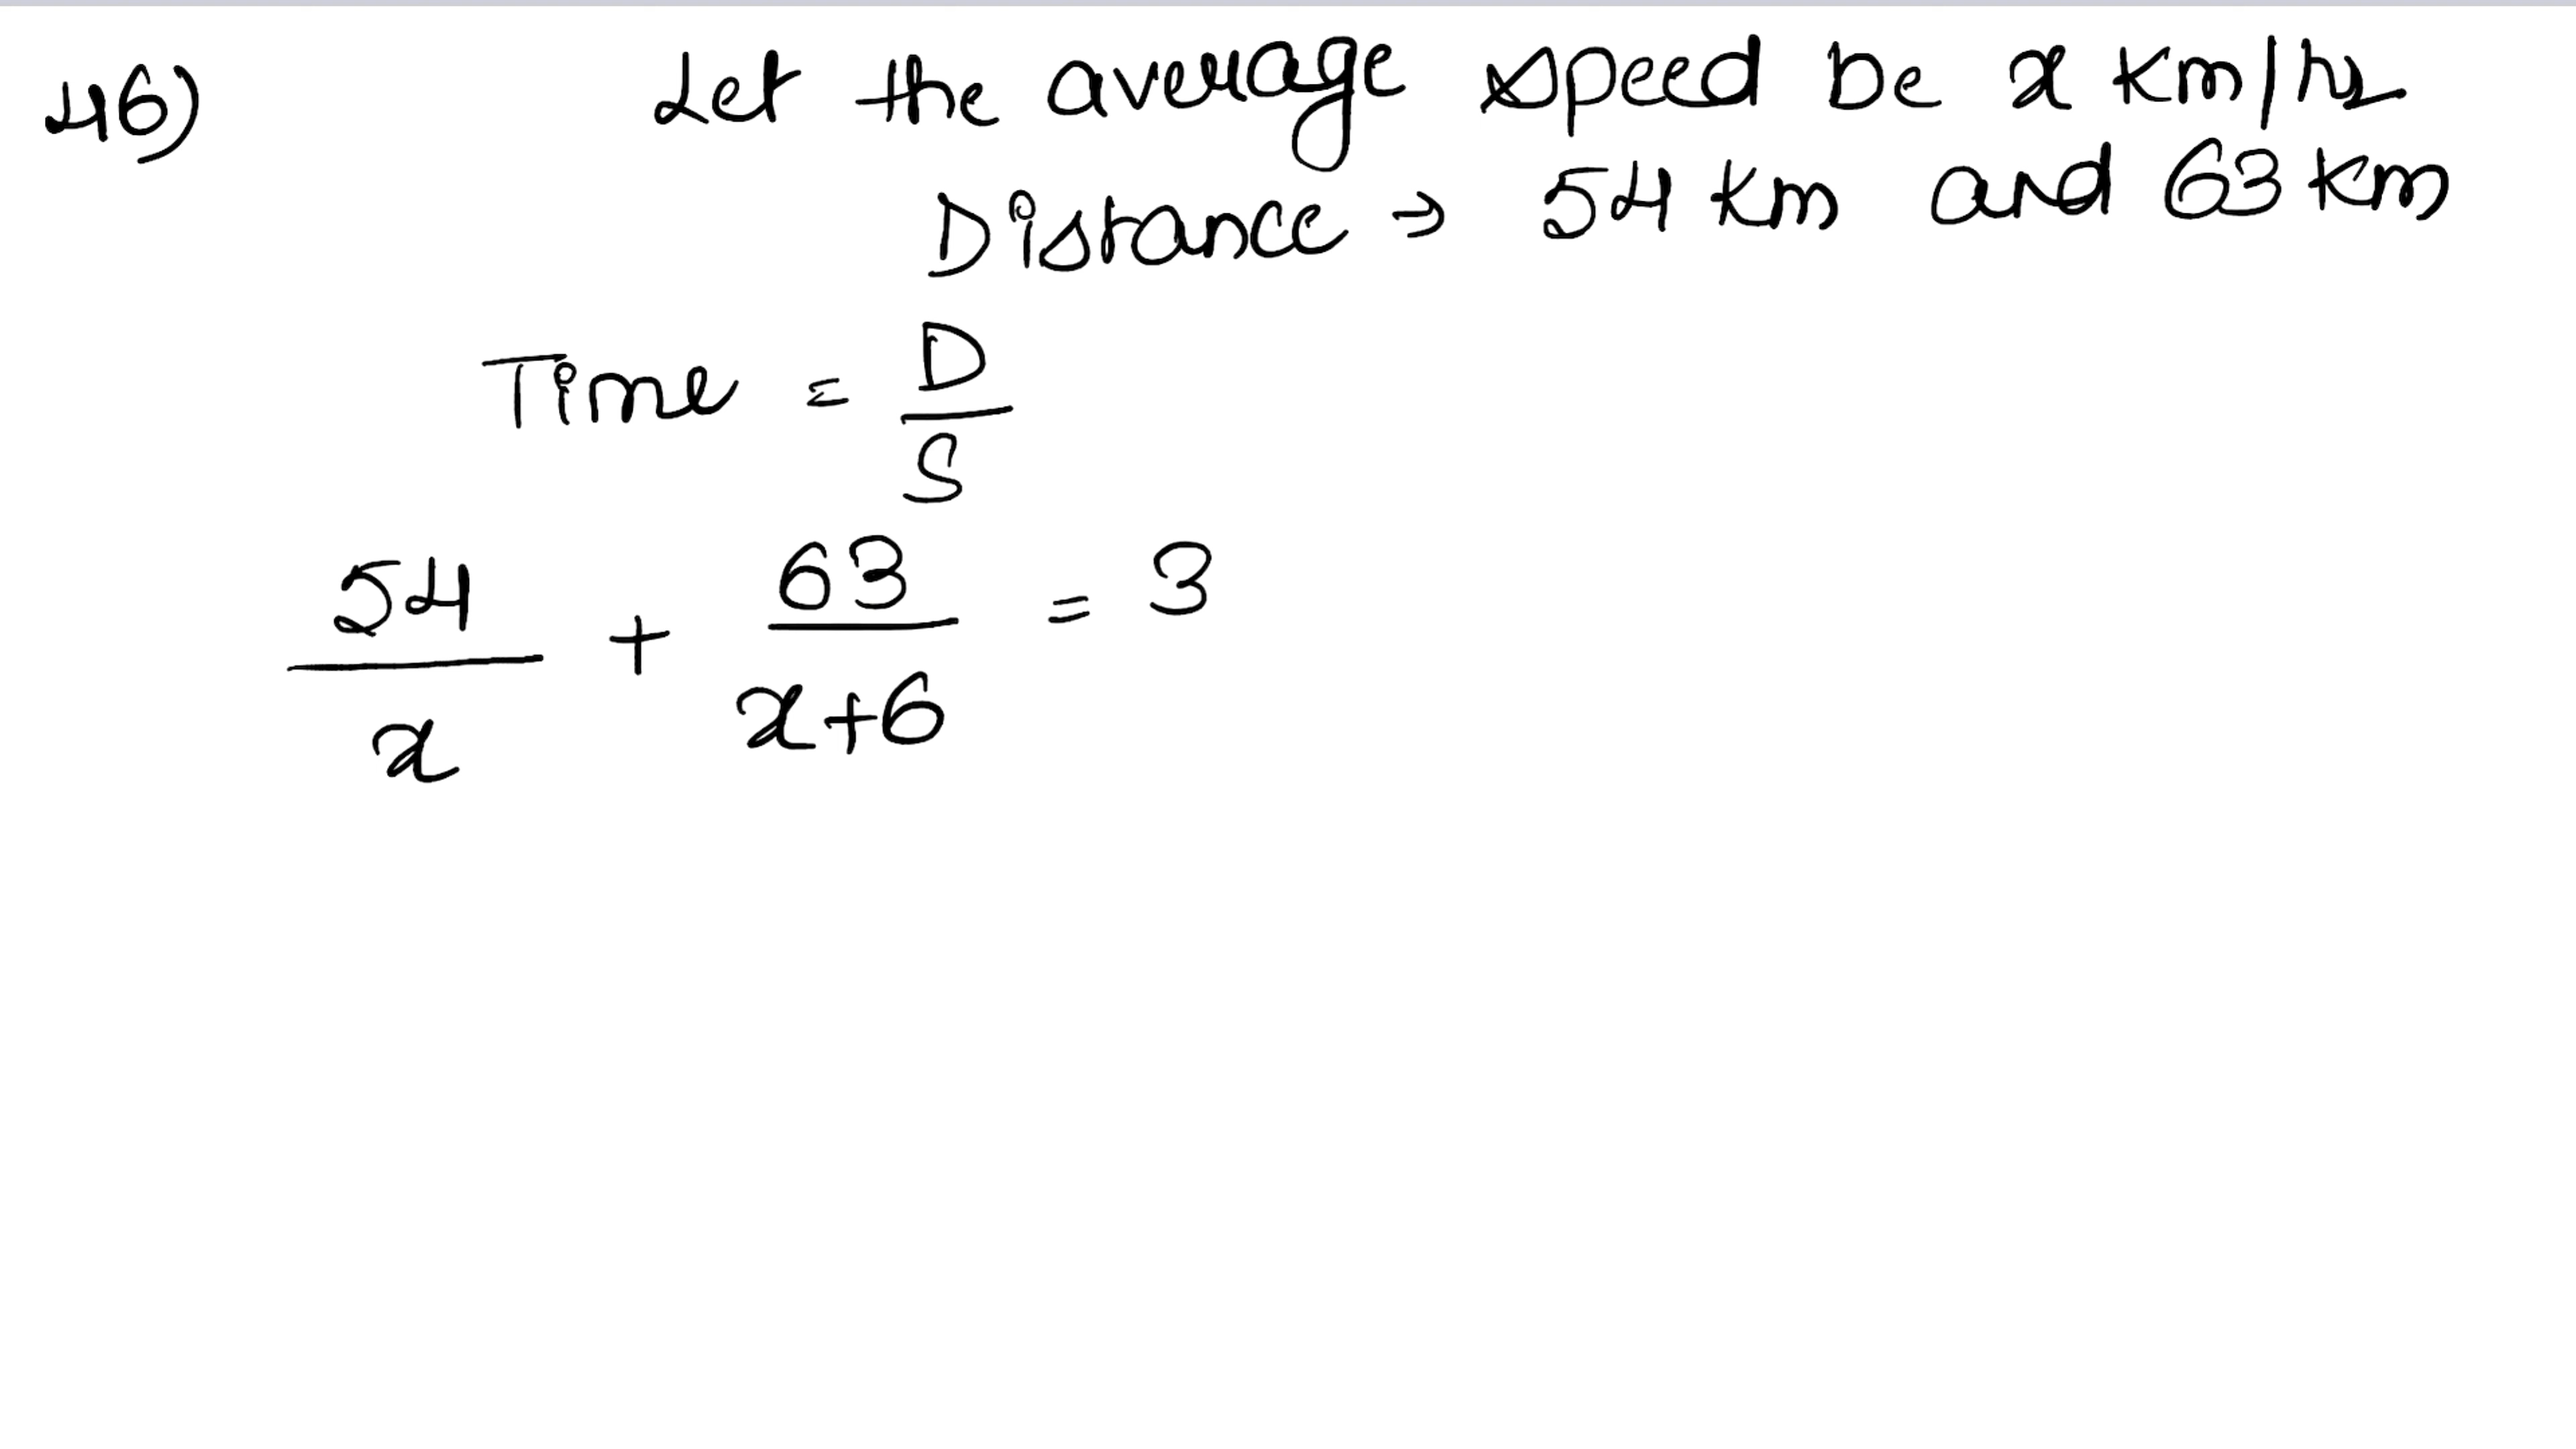 46) Let the average speed be x km/hr
Distance → 54 km and 63 km
Time = D/S
54/x + 63/x+6 = 3